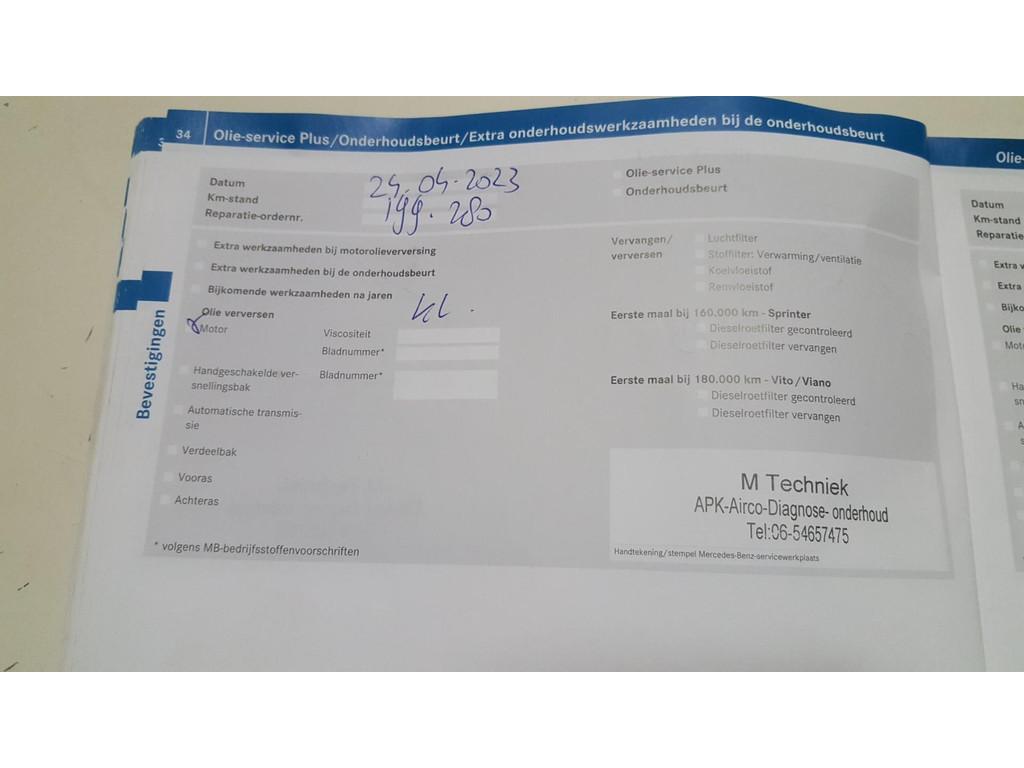 34 Olie-service Plus/Onderhoudsbeurt/Extra onderhoudswerkzaamheden bij de onderhoudsbeurt
Datum 24.04.2023
Km-stand 199.280
Reparatie-ordernr.
Olie-service Plus
Onderhoudsbeurt
Extra werkzaamheden bij motorolieverversing
Extra werkzaamheden bij de onderhoudsbeurt
Bijkomende werkzaamheden na jaren
Olie verversen
Motor
Viscositeit
Bladnummer*
Handgeschakelde ver-
snellingsbak
Bladnummer*
Automatische transmis-
sie
Verdeelbak
Vooras
Achteras
* volgens MB-bedrijfsstoffenvoorschriften
Vervangen/
verversen
Luchtfilter
Stoffilter: Verwarming/ventilatie
Koelvloeistof
Remvloeistof
Eerste maal bij 160.000 km - Sprinter
Dieselroetfilter gecontroleerd
Dieselroetfilter vervangen
Eerste maal bij 180.000 km - Vito/Viano
Dieselroetfilter gecontroleerd
Dieselroetfilter vervangen
M Techniek
APK-Airco-Diagnose- onderhoud
Tel:06-54657475
Handtekening/stempel Mercedes-Benz-servicewerkplaats
Bevestigingen
Olie-
Datum
Km-stand
Reparatie
Extra
Extra
Olie